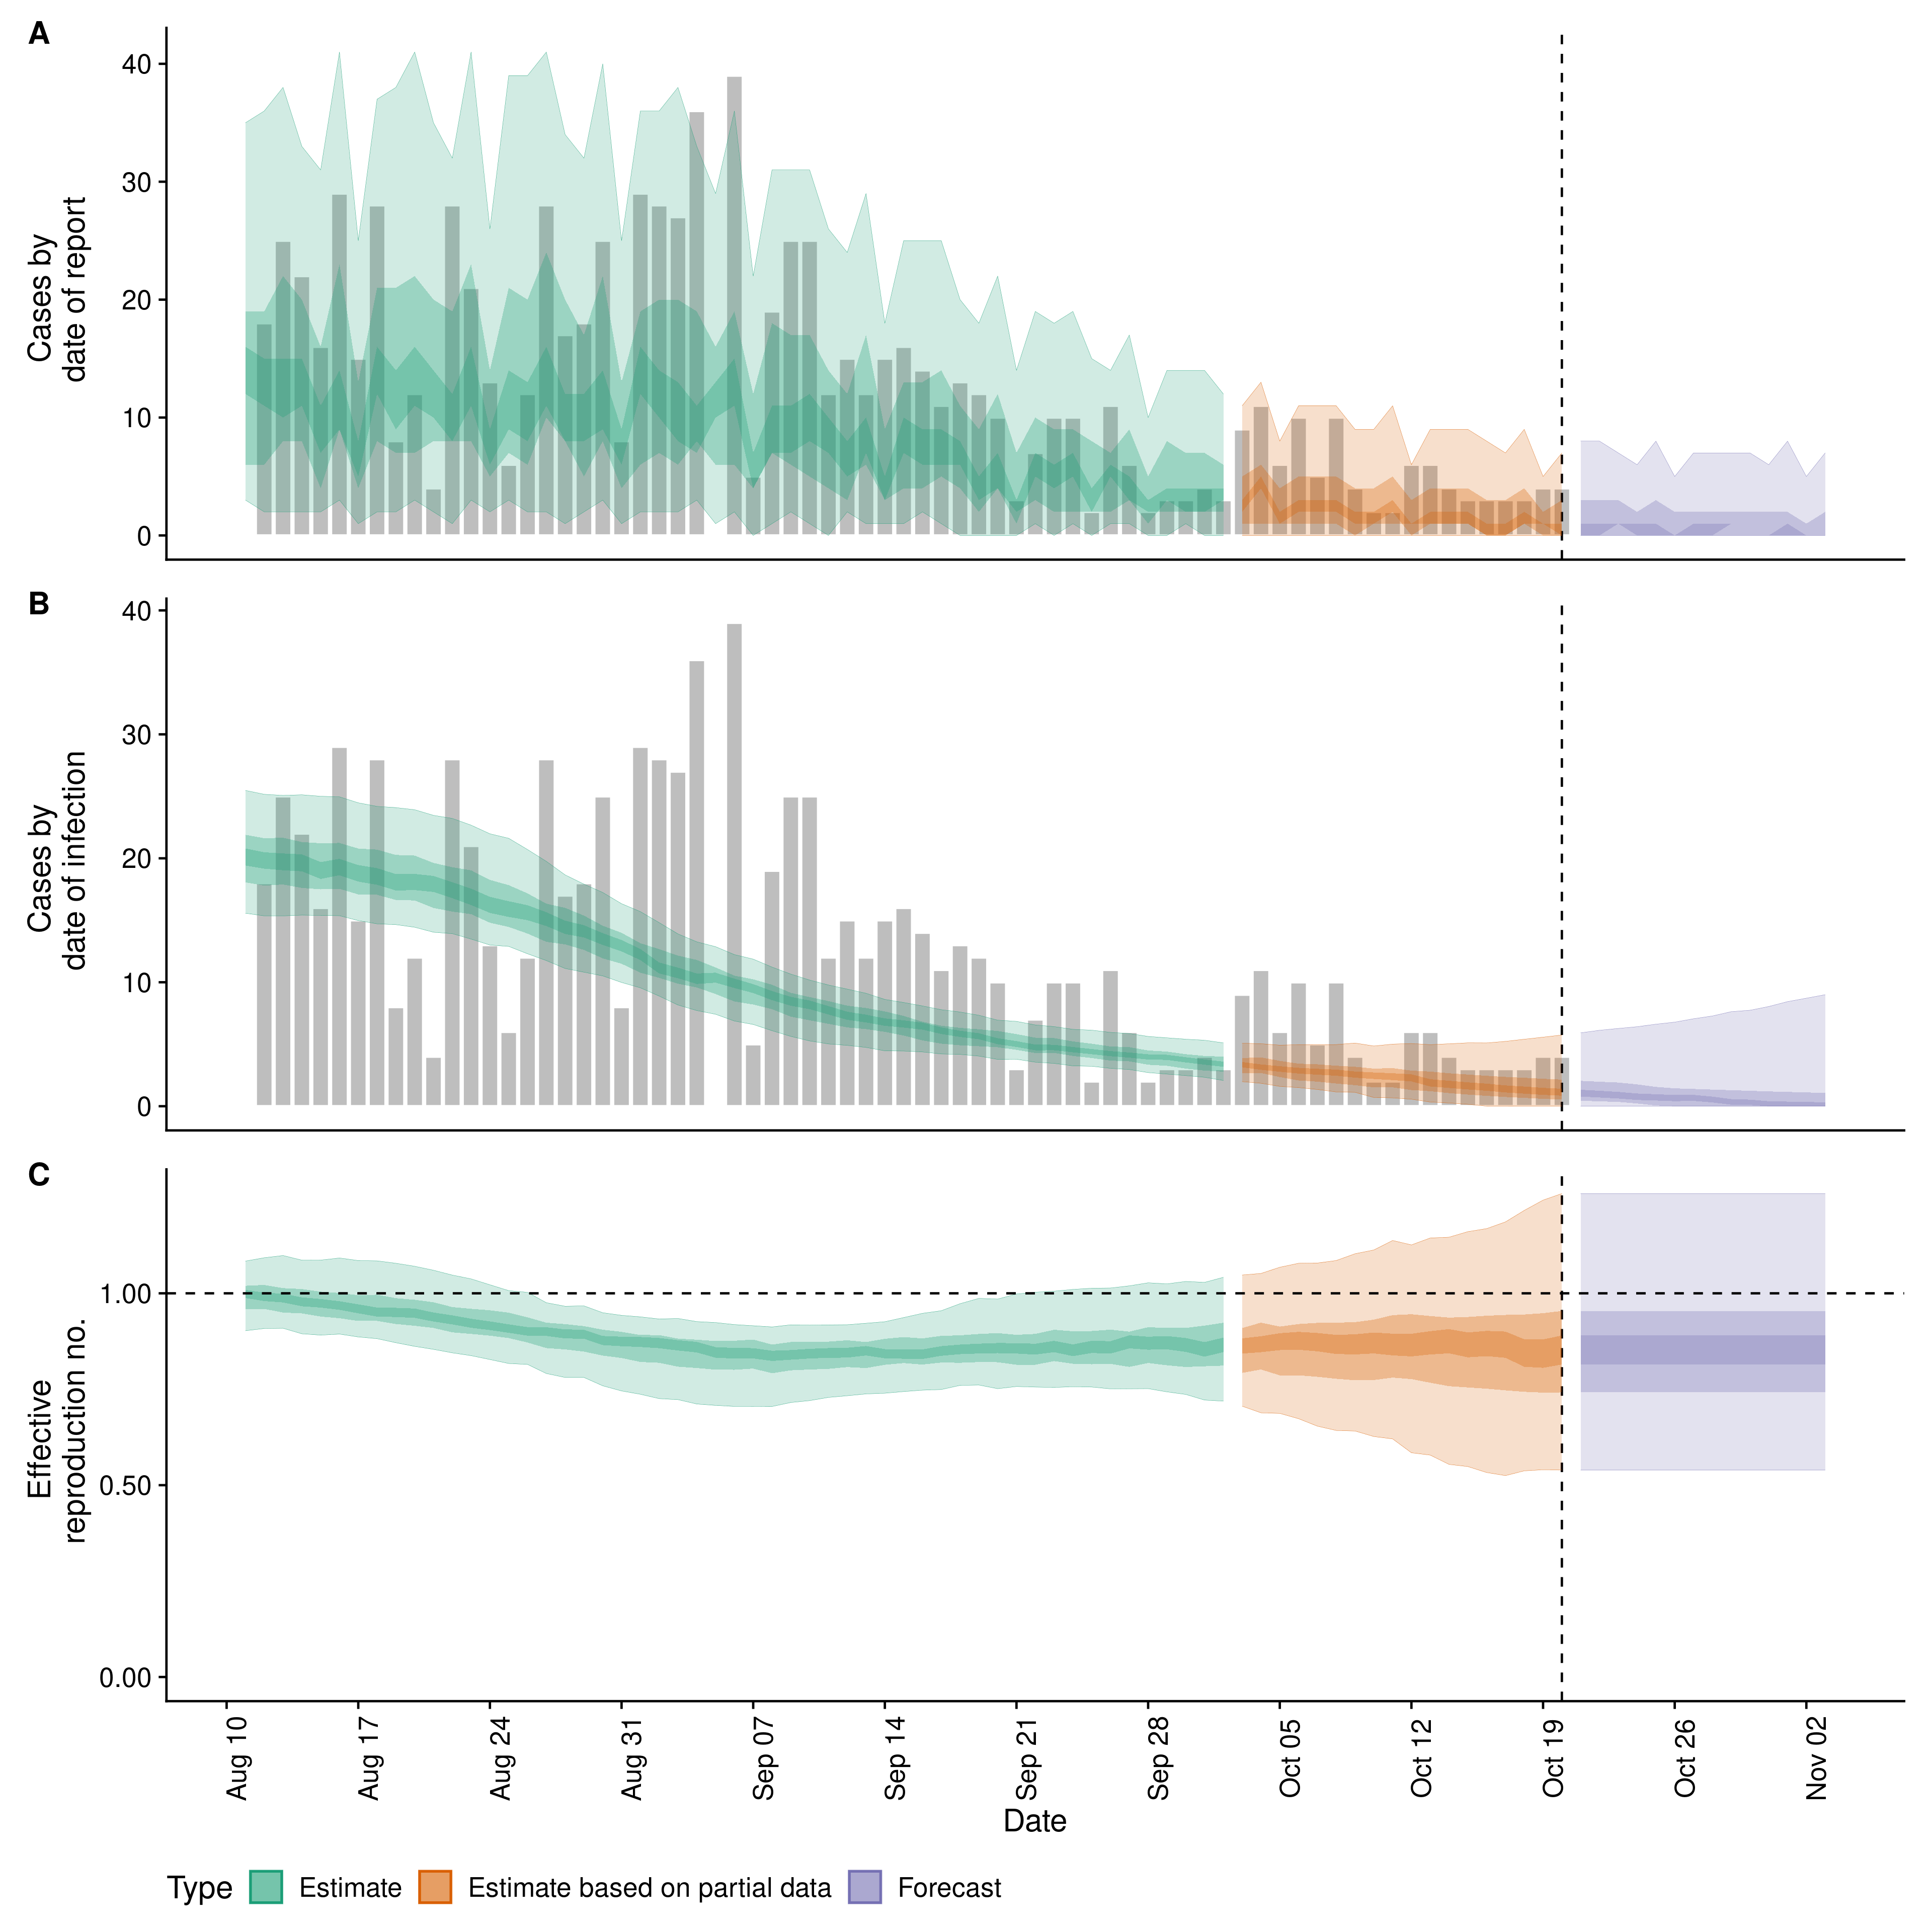 A
40
30
20
10
0
Cases by
date of report
B
40
30
20
10
0
Cases by
date of infection
C
1.00
0.50
0.00
Effective
reproduction no.
Aug 10
Aug 17
Aug 24
Aug 31
Sep 07
Sep 14
Sep 21
Sep 28
Oct 05
Oct 12
Oct 19
Oct 26
Nov 02
Date
Type Estimate Estimate based on partial data Forecast